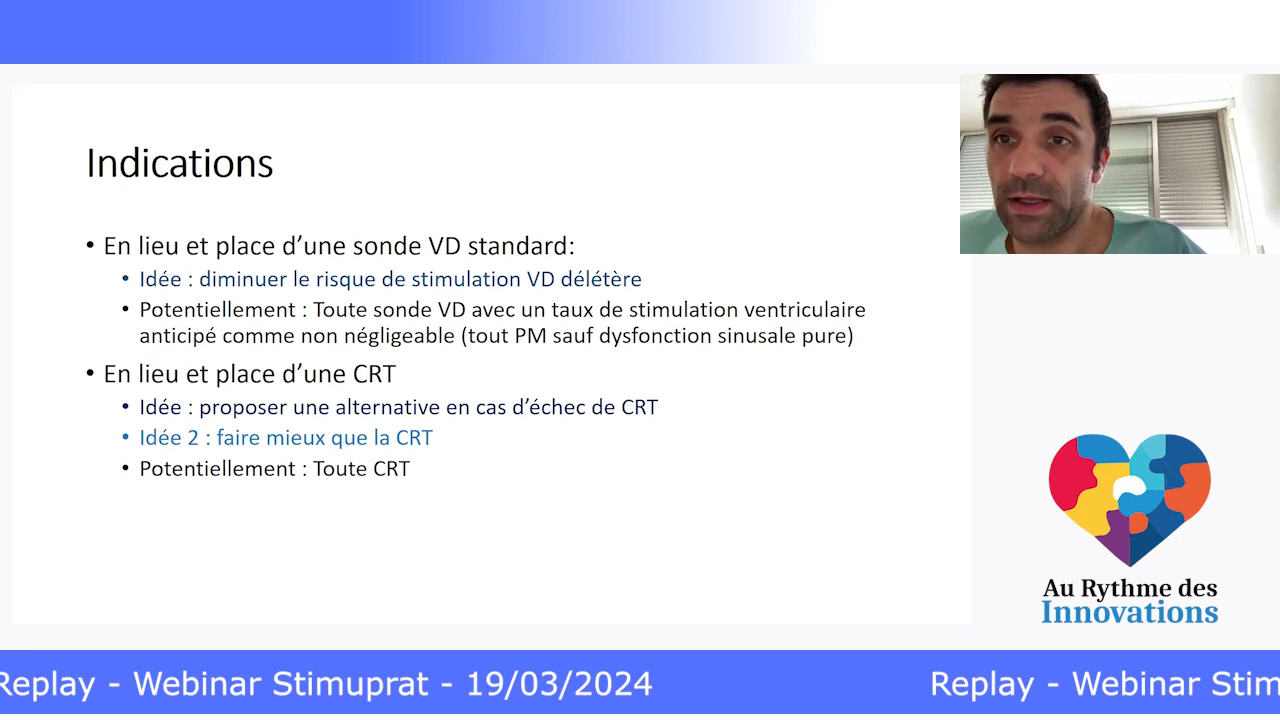 Indications
• En lieu et place d’une sonde VD standard:
• Idée : diminuer le risque de stimulation VD délétère
• Potentiellement : Toute sonde VD avec un taux de stimulation ventriculaire
anticipé comme non négligeable (tout PM sauf dysfonction sinusale pure)
• En lieu et place d’une CRT
• Idée : proposer une alternative en cas d’échec de CRT
• Idée 2 : faire mieux que la CRT
• Potentiellement : Toute CRT
Au Rythme des
Innovations
Replay - Webinar Stimuprat - 19/03/2024
Replay - Webinar Stim